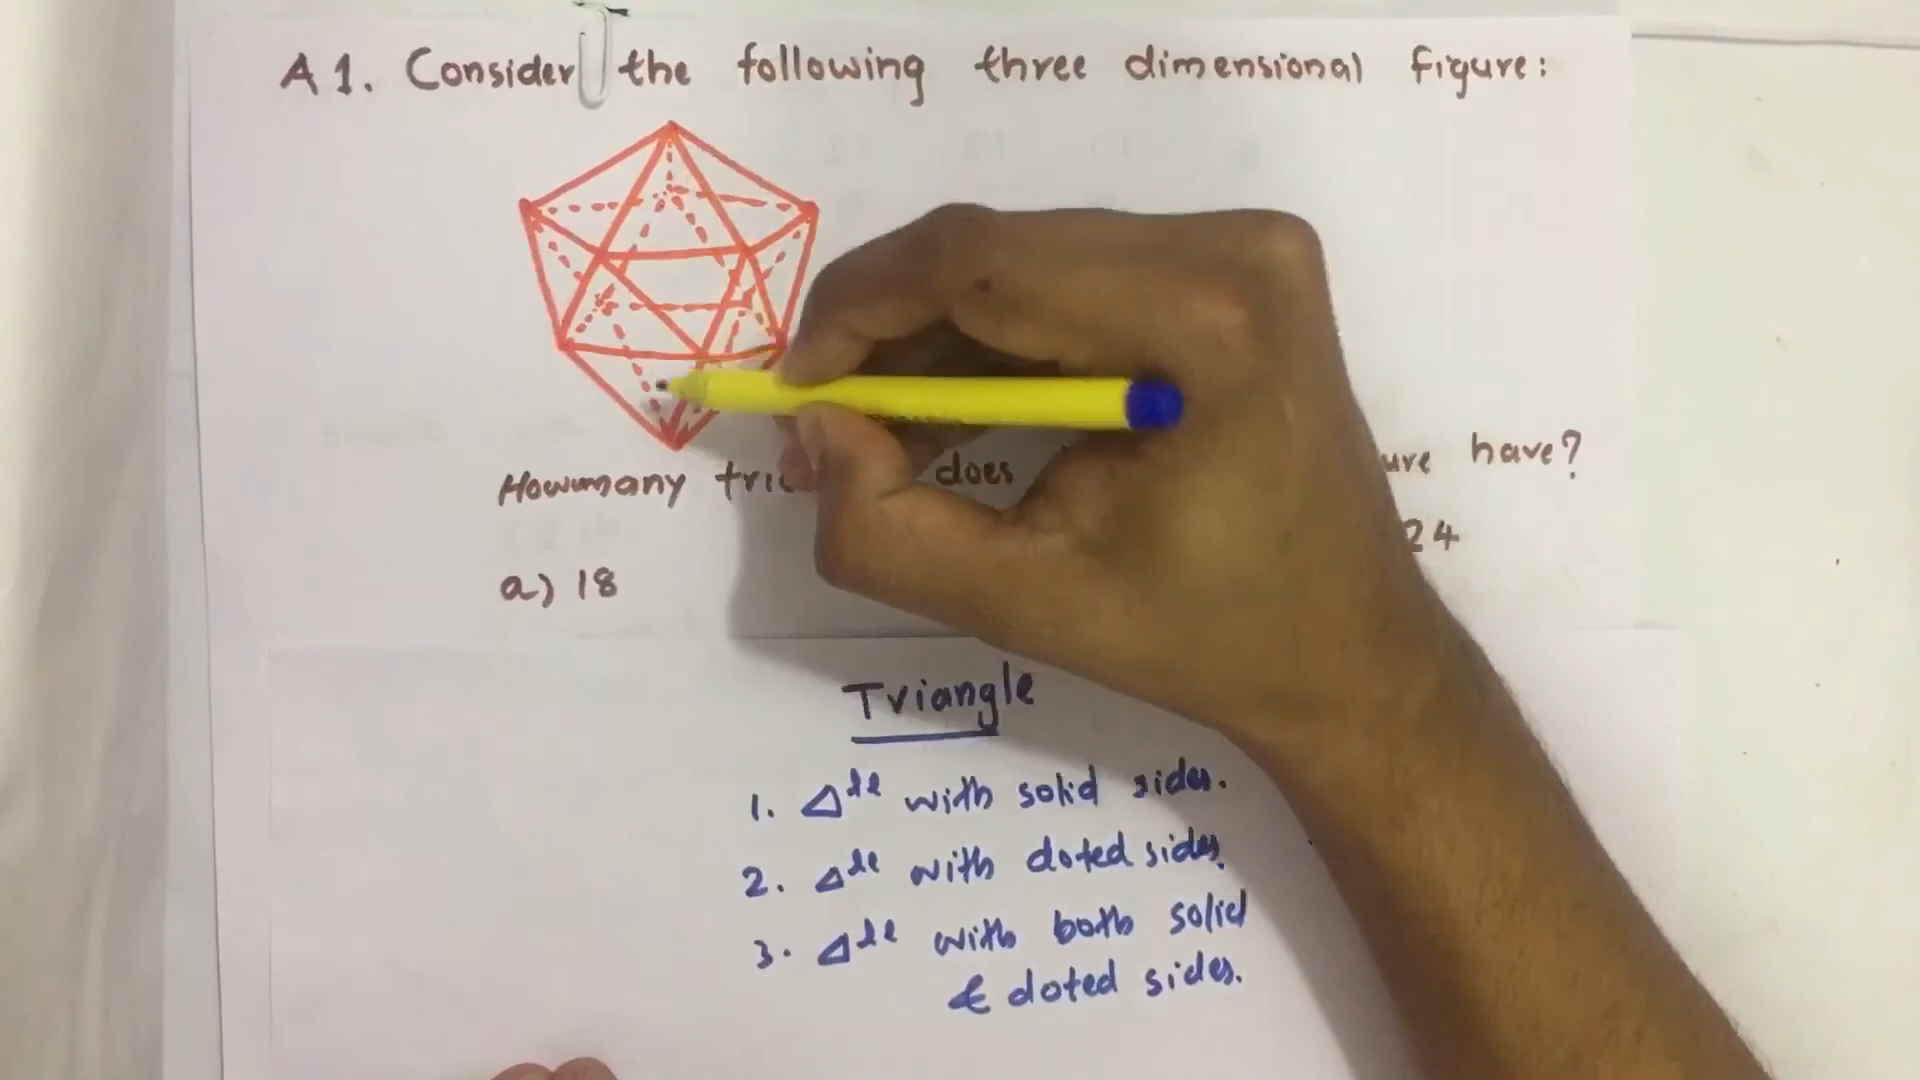 A1. Consider the following three dimensional figure:
Howmany does have?
a) 18 24
Triangle
1. Δle with solid sides.
2. Δle with doted sides.
3. Δle with both solid
& doted sides.